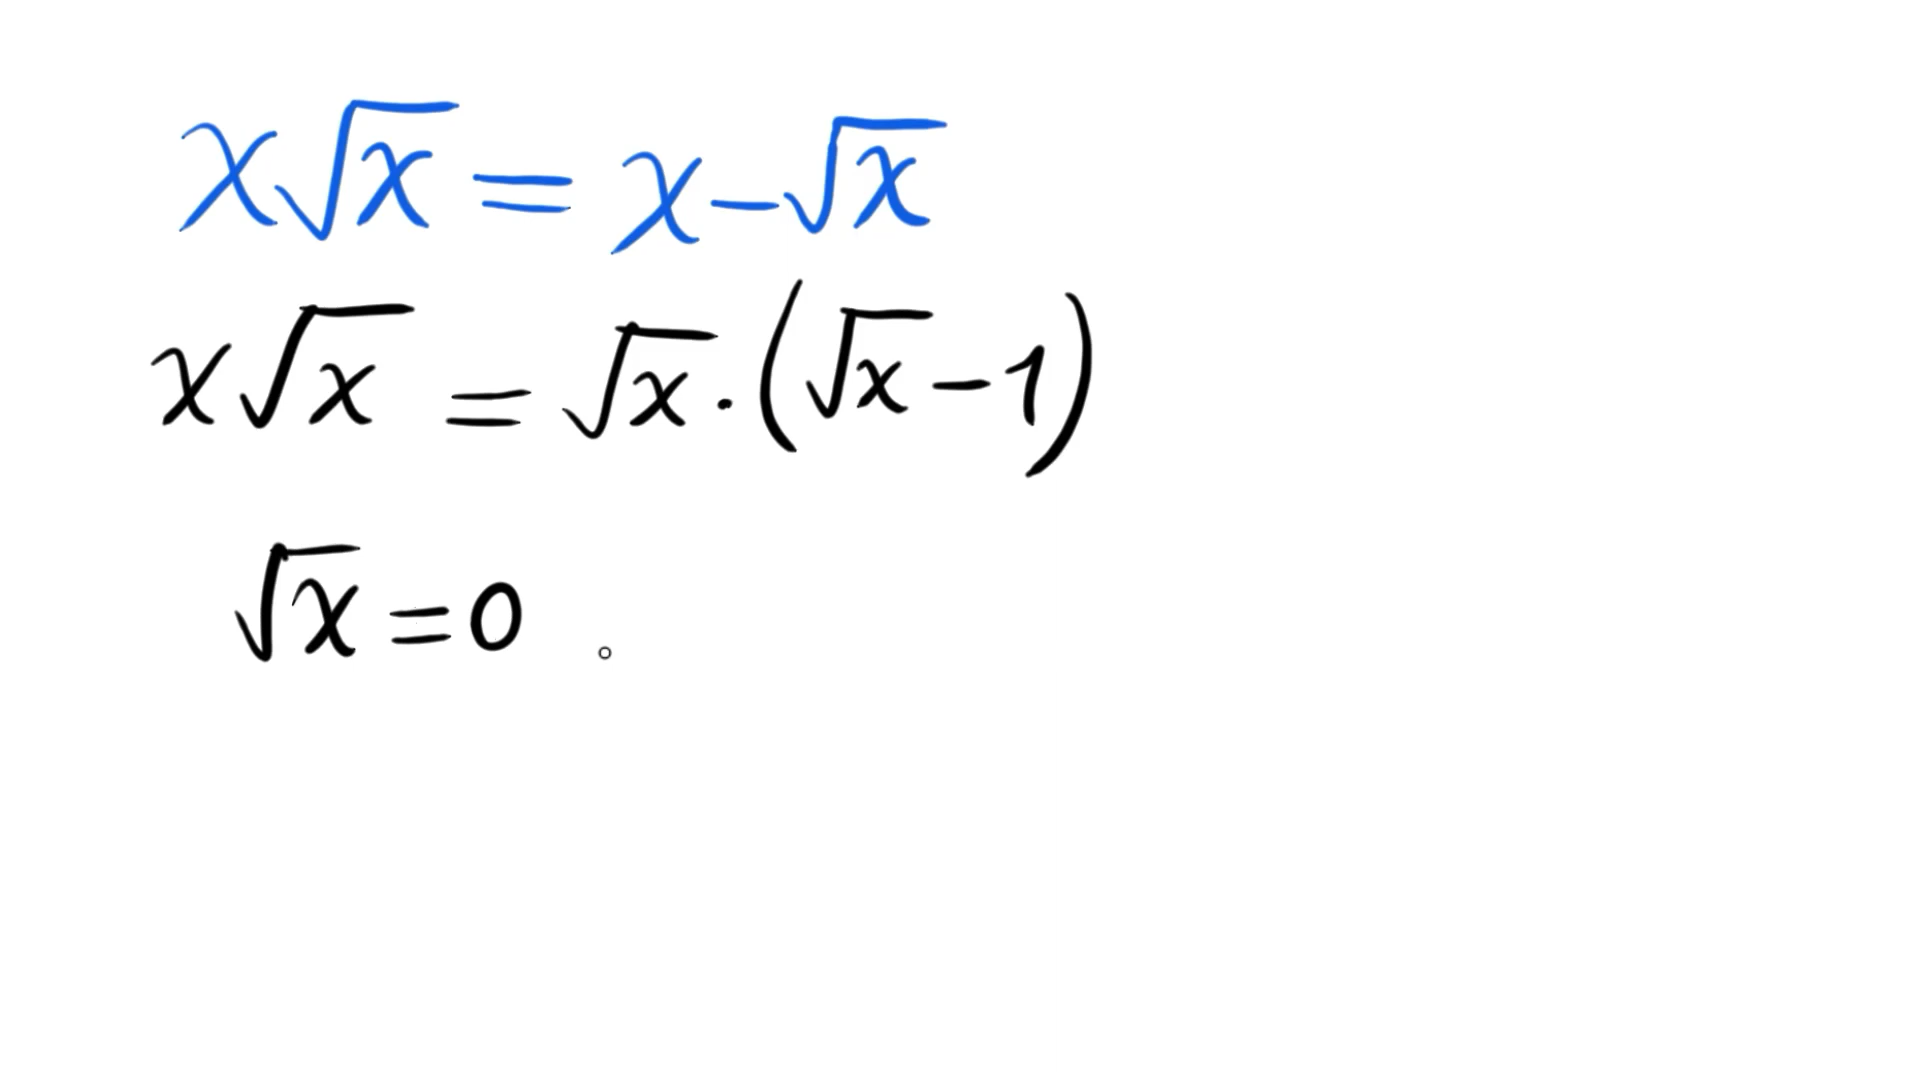 x√x = x-√x
x√x = √x · (√x - 1)
√x = 0